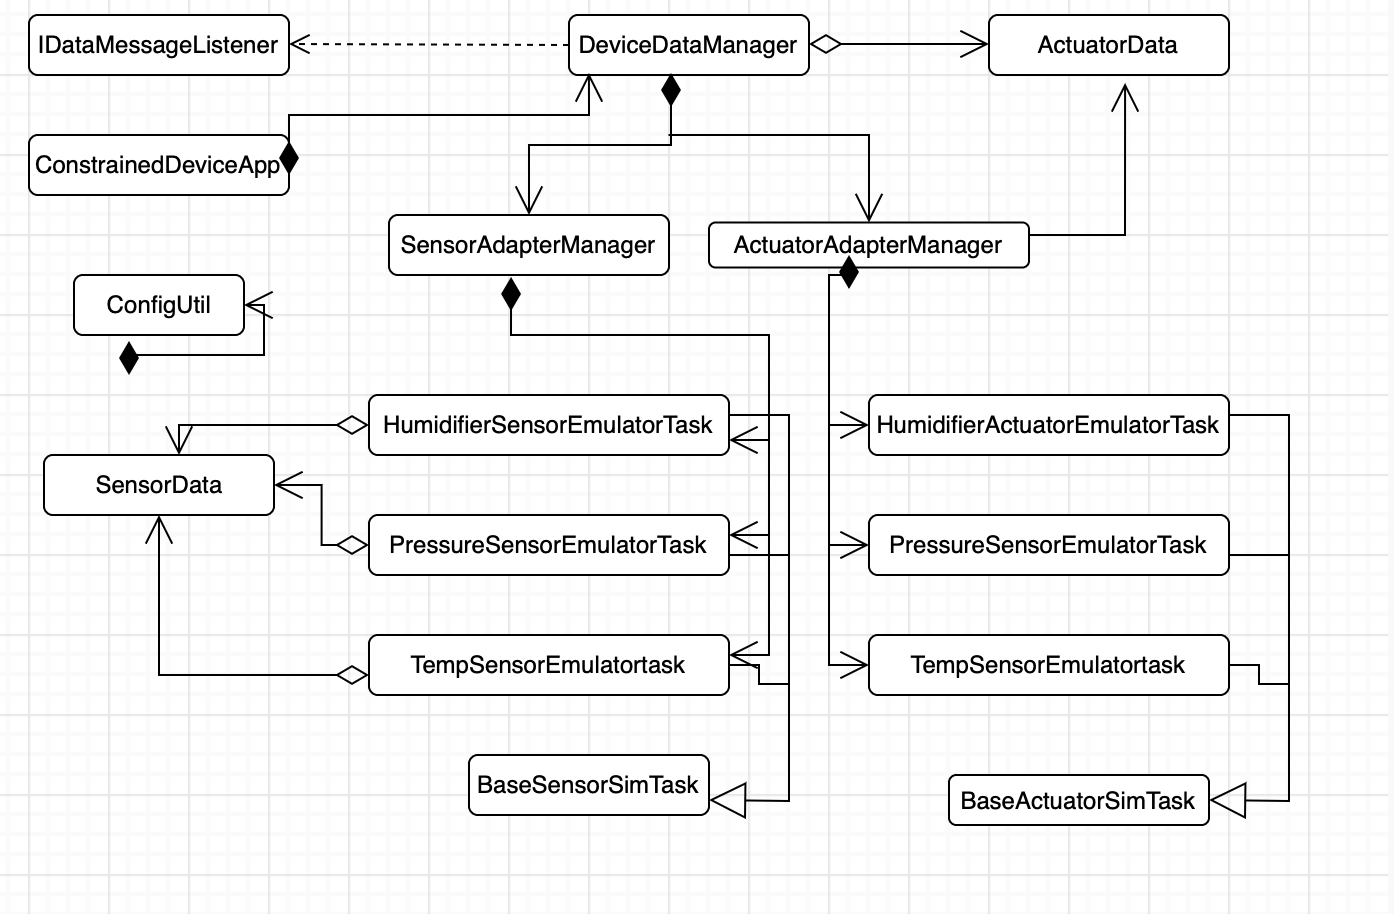 IDataMessageListener
DeviceDataManager
ActuatorData
ConstrainedDeviceApp
SensorAdapterManager
ActuatorAdapterManager
ConfigUtil
HumidifierSensorEmulatorTask
HumidifierActuatorEmulatorTask
SensorData
PressureSensorEmulatorTask
PressureSensorEmulatorTask
TempSensorEmulatortask
TempSensorEmulatortask
BaseSensorSimTask
BaseActuatorSimTask